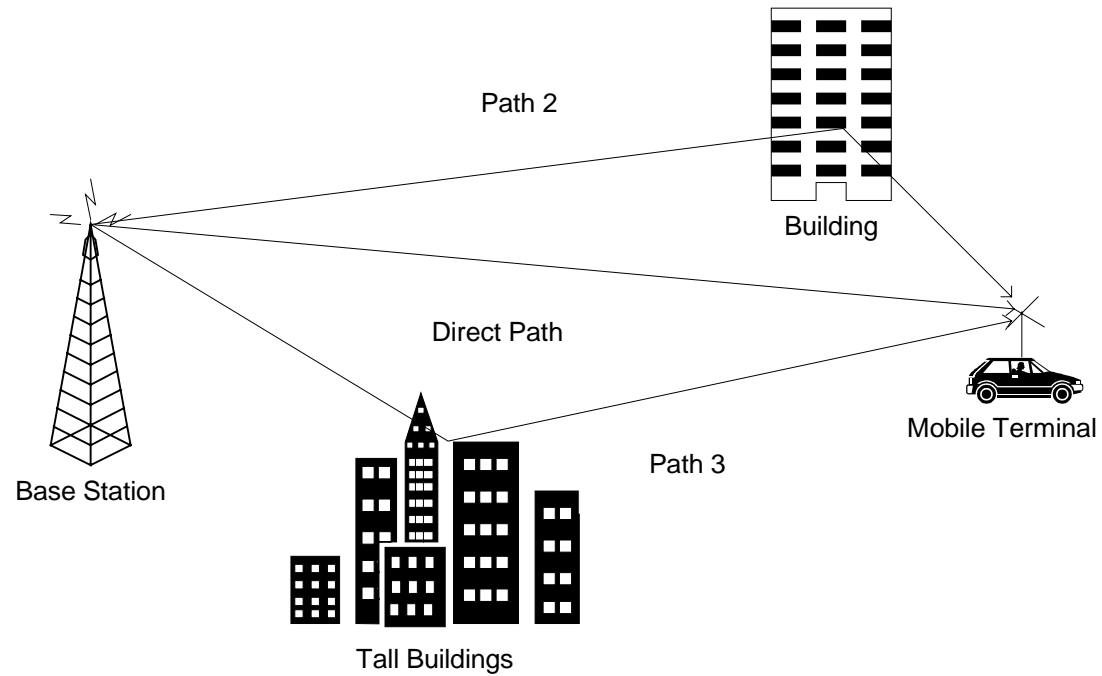 Path 2
Building
Direct Path
Mobile Terminal
Path 3
Base Station
Tall Buildings